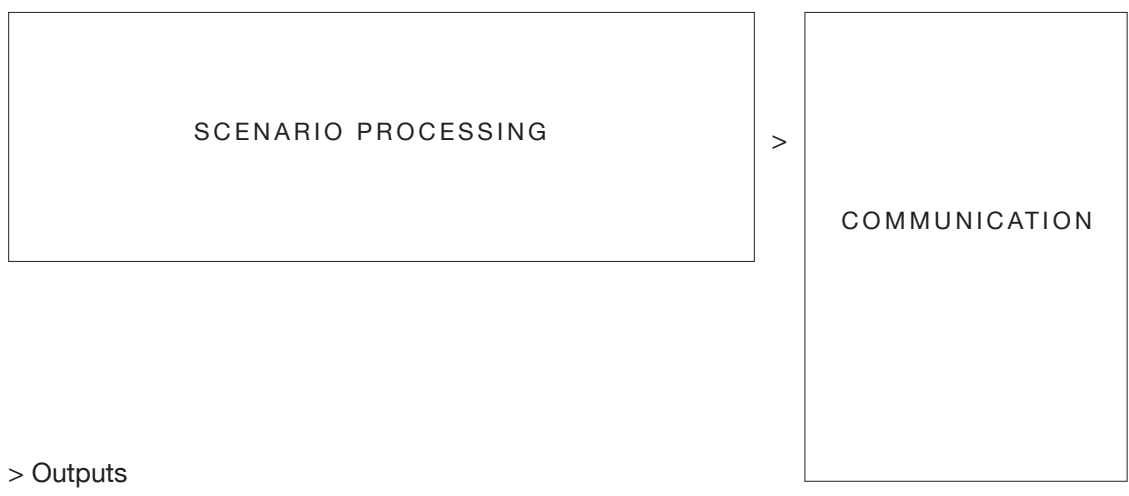 SCENARIO PROCESSING
>
COMMUNICATION
> Outputs